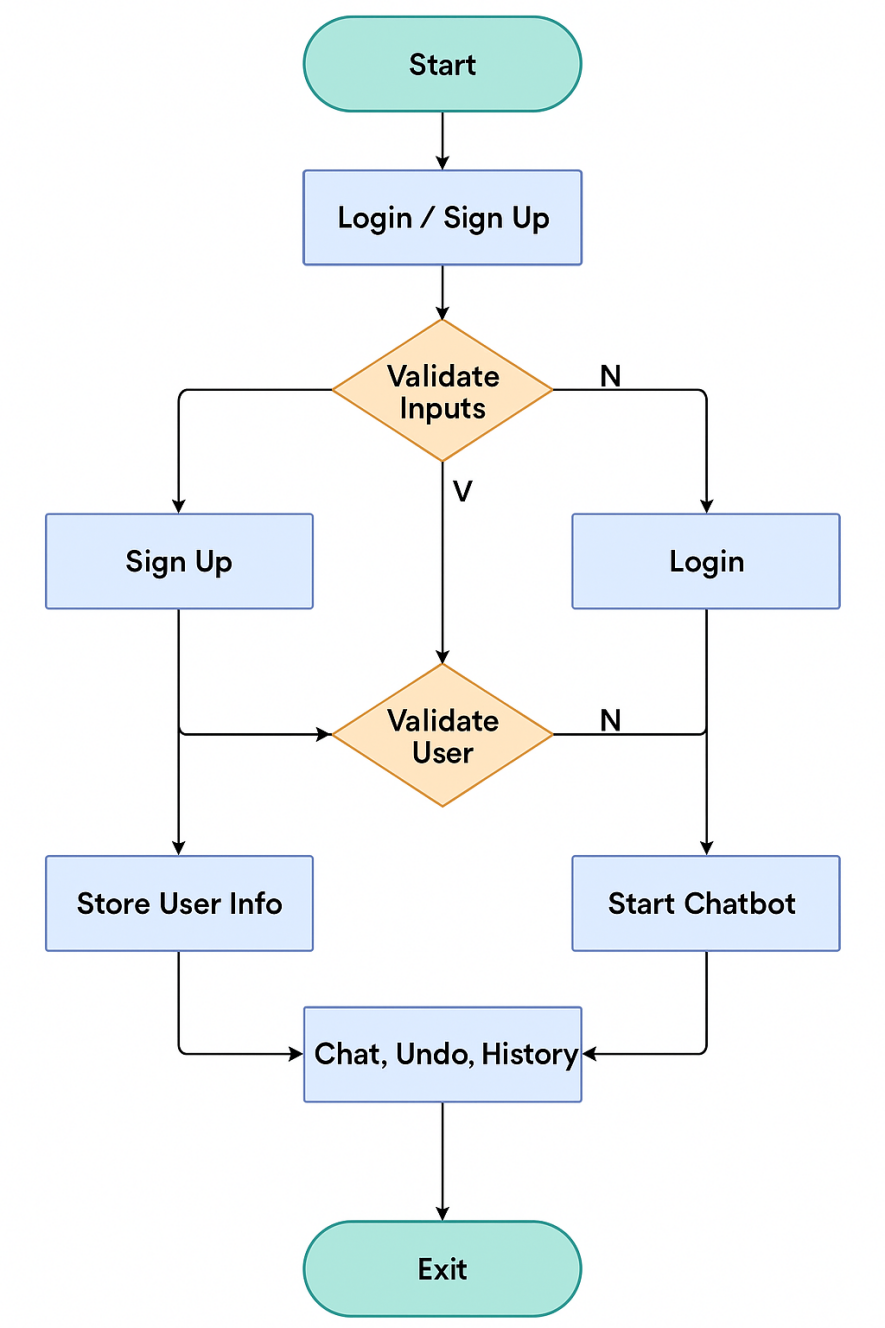 Start
Login / Sign Up
Validate
Inputs
N
V
Sign Up
Login
Validate
User
N
Store User Info
Start Chatbot
Chat, Undo, History
Exit